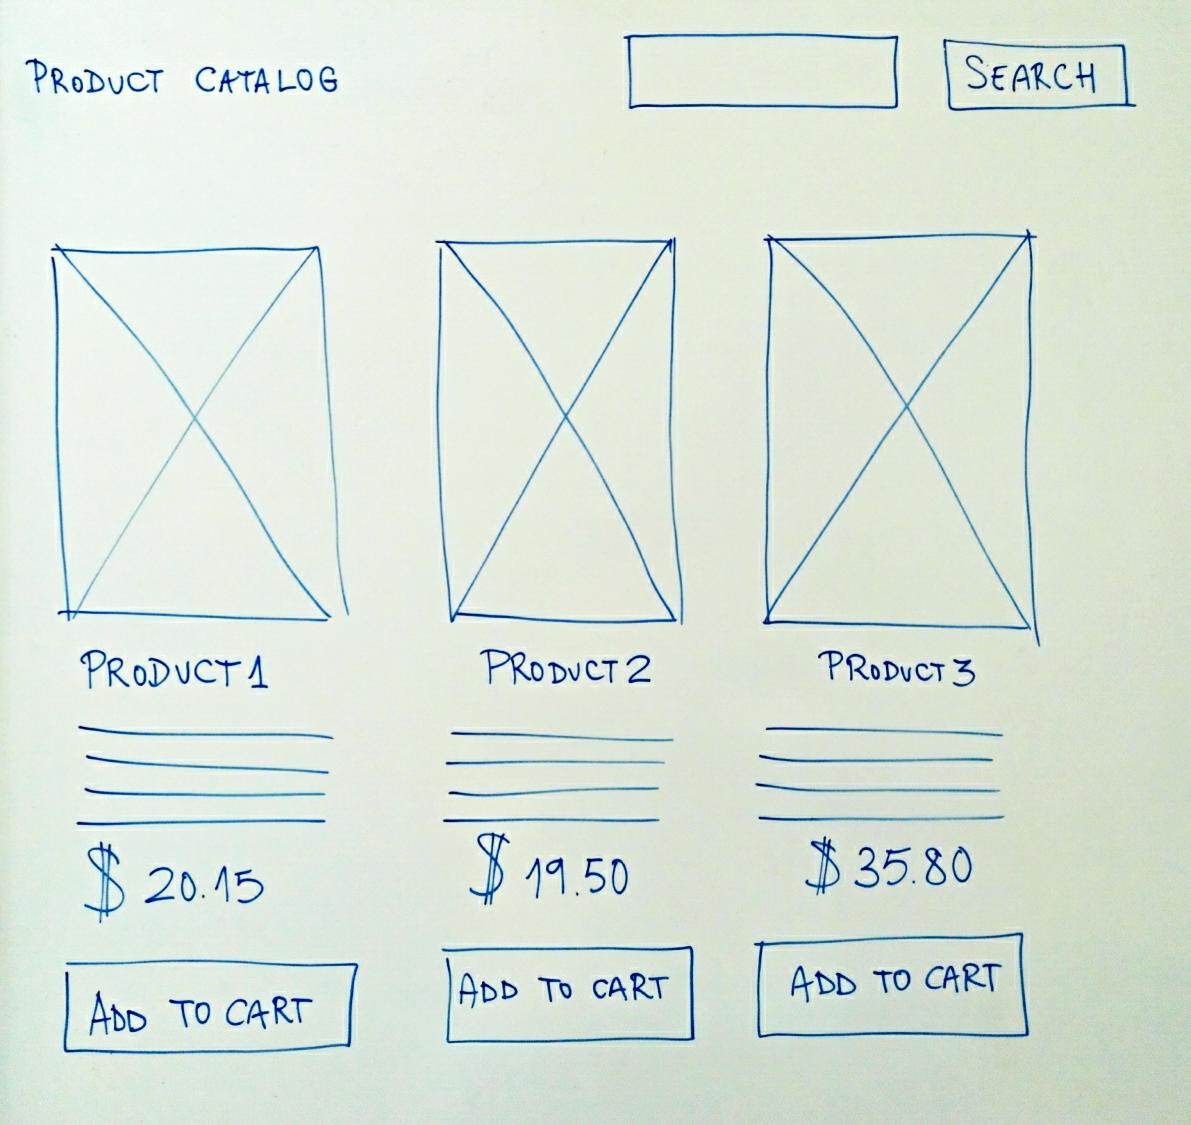 PRODUCT CATALOG
SEARCH
PRODUCT 1
PRODUCT 2
PRODUCT 3
$ 20.15
$ 19.50
$ 35.80
ADD TO CART
ADD TO CART
ADD TO CART